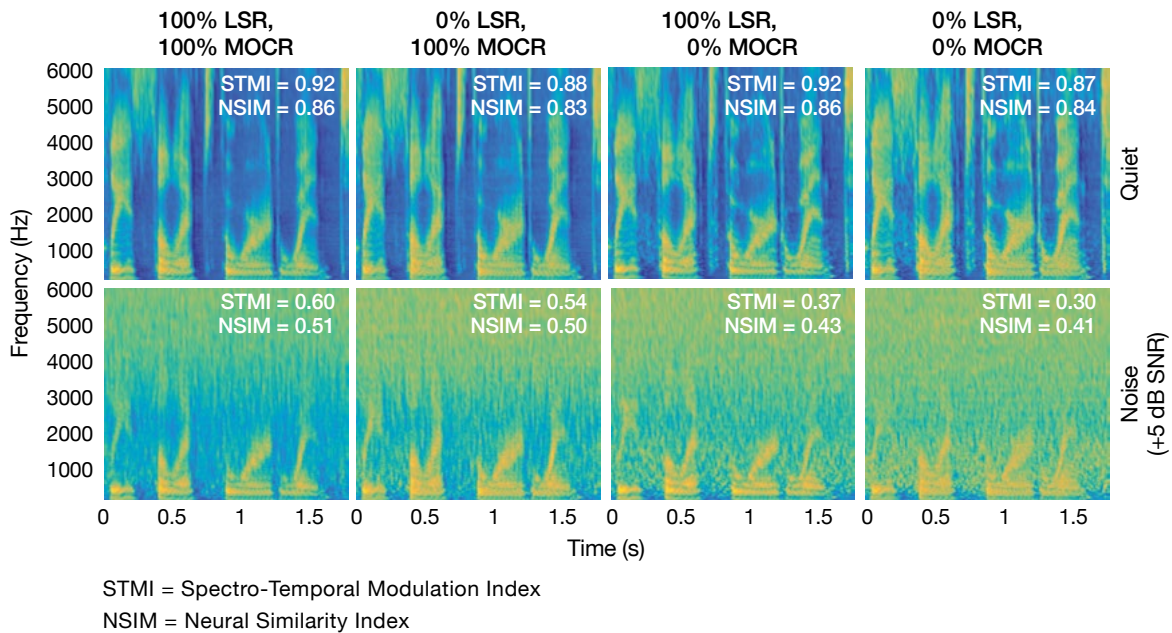 100% LSR,
100% MOCR
0% LSR,
100% MOCR
100% LSR,
0% MOCR
0% LSR,
0% MOCR
6000
5000
4000
3000
2000
1000
STMI = 0.92
NSIM = 0.86
STMI = 0.88
NSIM = 0.83
STMI = 0.92
NSIM = 0.86
STMI = 0.87
NSIM = 0.84
Quiet
Frequency (Hz)
6000
5000
4000
3000
2000
1000
STMI = 0.60
NSIM = 0.51
STMI = 0.54
NSIM = 0.50
STMI = 0.37
NSIM = 0.43
STMI = 0.30
NSIM = 0.41
Noise
(+5 dB SNR)
0 0.5 1 1.5
0 0.5 1 1.5
0 0.5 1 1.5
0 0.5 1 1.5
Time (s)
STMI = Spectro-Temporal Modulation Index
NSIM = Neural Similarity Index